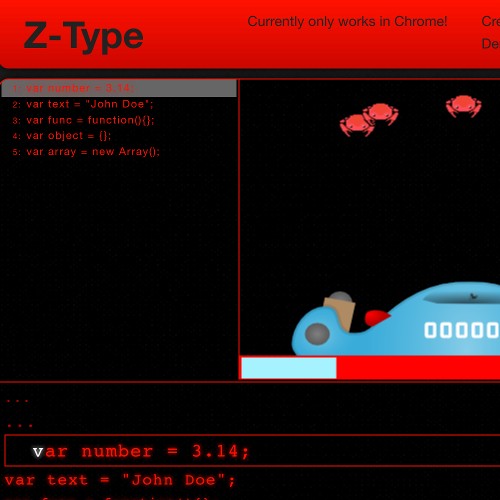 Z-Type
Currently only works in Chrome!
1: var number = 3.14;
2: var text = "John Doe";
3: var func = function(){};
4: var object = {};
5: var array = new Array();
00000
...
...
var number = 3.14;
var text = "John Doe";